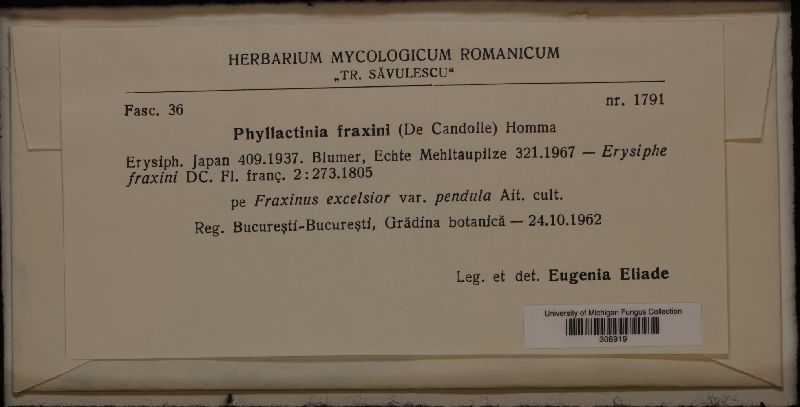 HERBARIUM MYCOLOGICUM ROMANICUM
„TR. SĂVULESCU“
Fasc. 36
nr. 1791
Phyllactinia fraxini (De Candolle) Homma
Erysiph. Japan 409.1937. Blumer, Echte Mehltaupilze 321.1967 — Erysiphe
fraxini DC. Fl. franç. 2:273.1805
pe Fraxinus excelsior var. pendula Ait. cult.
Reg. București-București, Grădina botanică — 24.10.1962
Leg. et det. Eugenia Eliade
University of Michigan Fungus Collection
308919